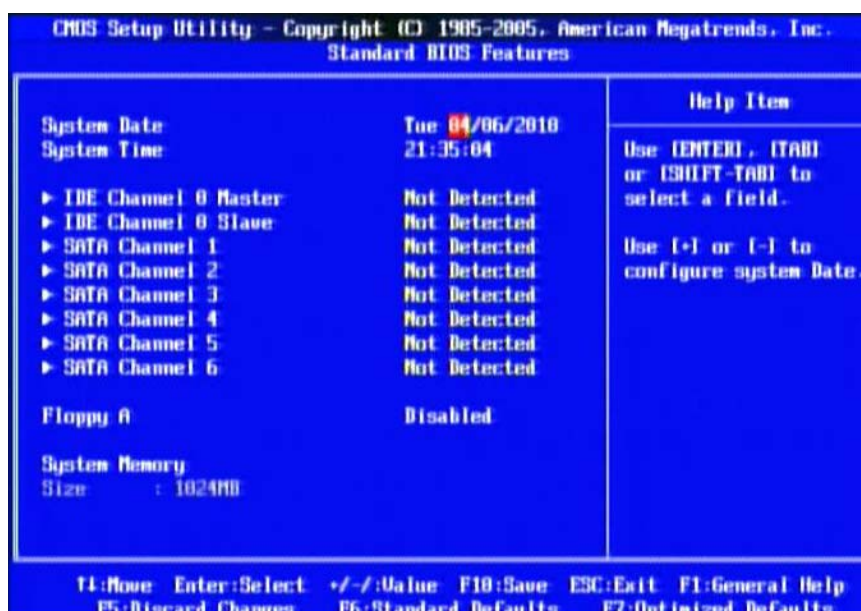 CMOS Setup Utility - Copyright (C) 1985-2005, American Megatrends, Inc.
Standard BIOS Features
System Date Tue 04/06/2010
System Time 21:35:04
► IDE Channel 0 Master Not Detected
► IDE Channel 0 Slave Not Detected
► SATA Channel 1 Not Detected
► SATA Channel 2 Not Detected
► SATA Channel 3 Not Detected
► SATA Channel 4 Not Detected
► SATA Channel 5 Not Detected
► SATA Channel 6 Not Detected
Floppy A Disabled
System Memory
Size : 1024MB
Help Item
Use [ENTER], [TAB]
or [SHIFT-TAB] to
select a field.
Use [+] or [-] to
configure system Date.
↑↓:Move Enter:Select +/-/:Value F10:Save ESC:Exit F1:General Help
F5:Discard Changes F6:Standard Defaults F7:Optimized Defaults